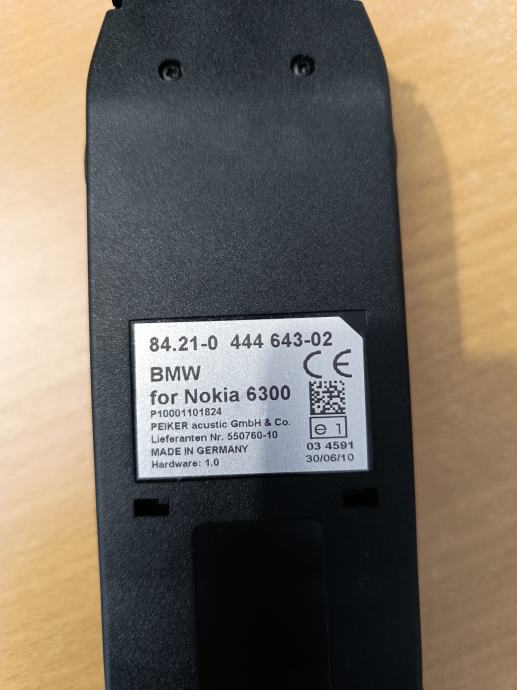 84.21-0 444 643-02
BMW
for Nokia 6300
P10001101824
PEIKER acustic GmbH & Co.
Lieferanten Nr. 550760-10
MADE IN GERMANY
Hardware: 1.0
CE
e 1
03 4591
30/06/10